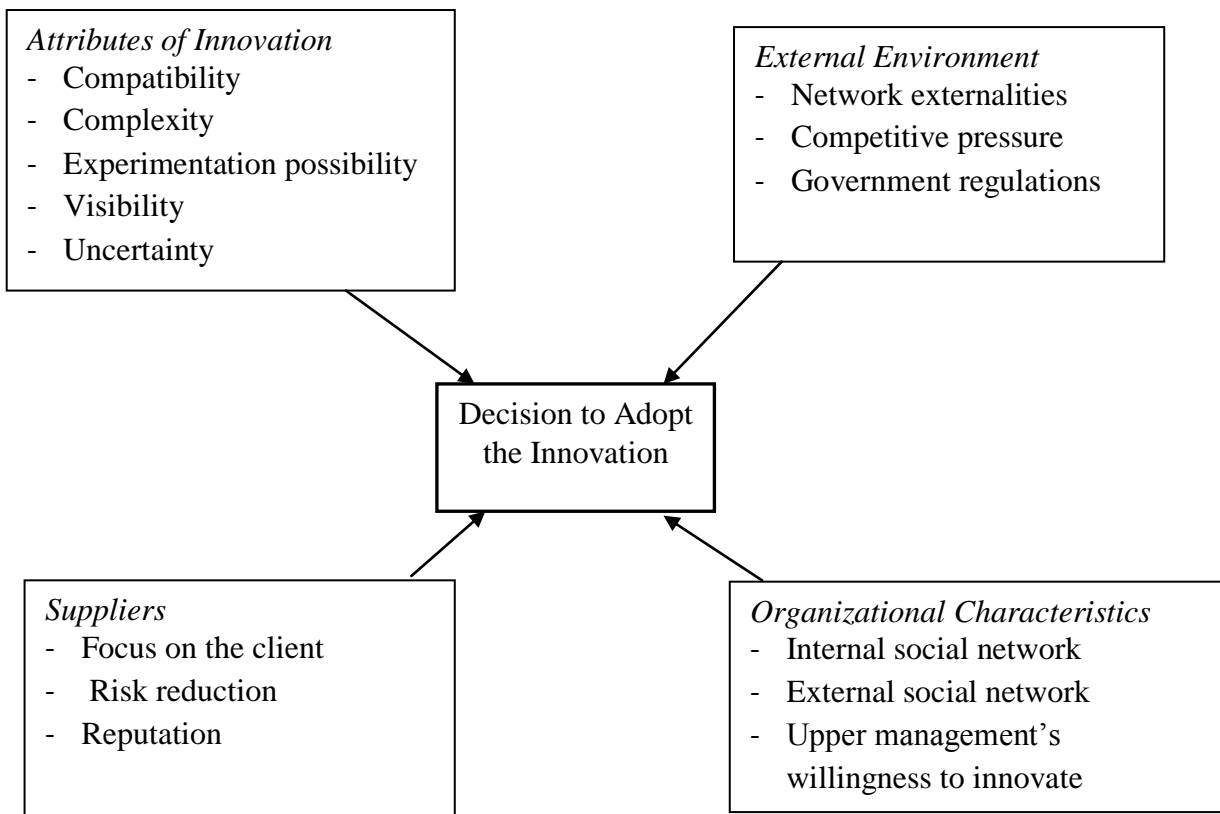 Attributes of Innovation
- Compatibility
- Complexity
- Experimentation possibility
- Visibility
- Uncertainty
External Environment
- Network externalities
- Competitive pressure
- Government regulations
Decision to Adopt
the Innovation
Suppliers
- Focus on the client
- Risk reduction
- Reputation
Organizational Characteristics
- Internal social network
- External social network
- Upper management’s
willingness to innovate